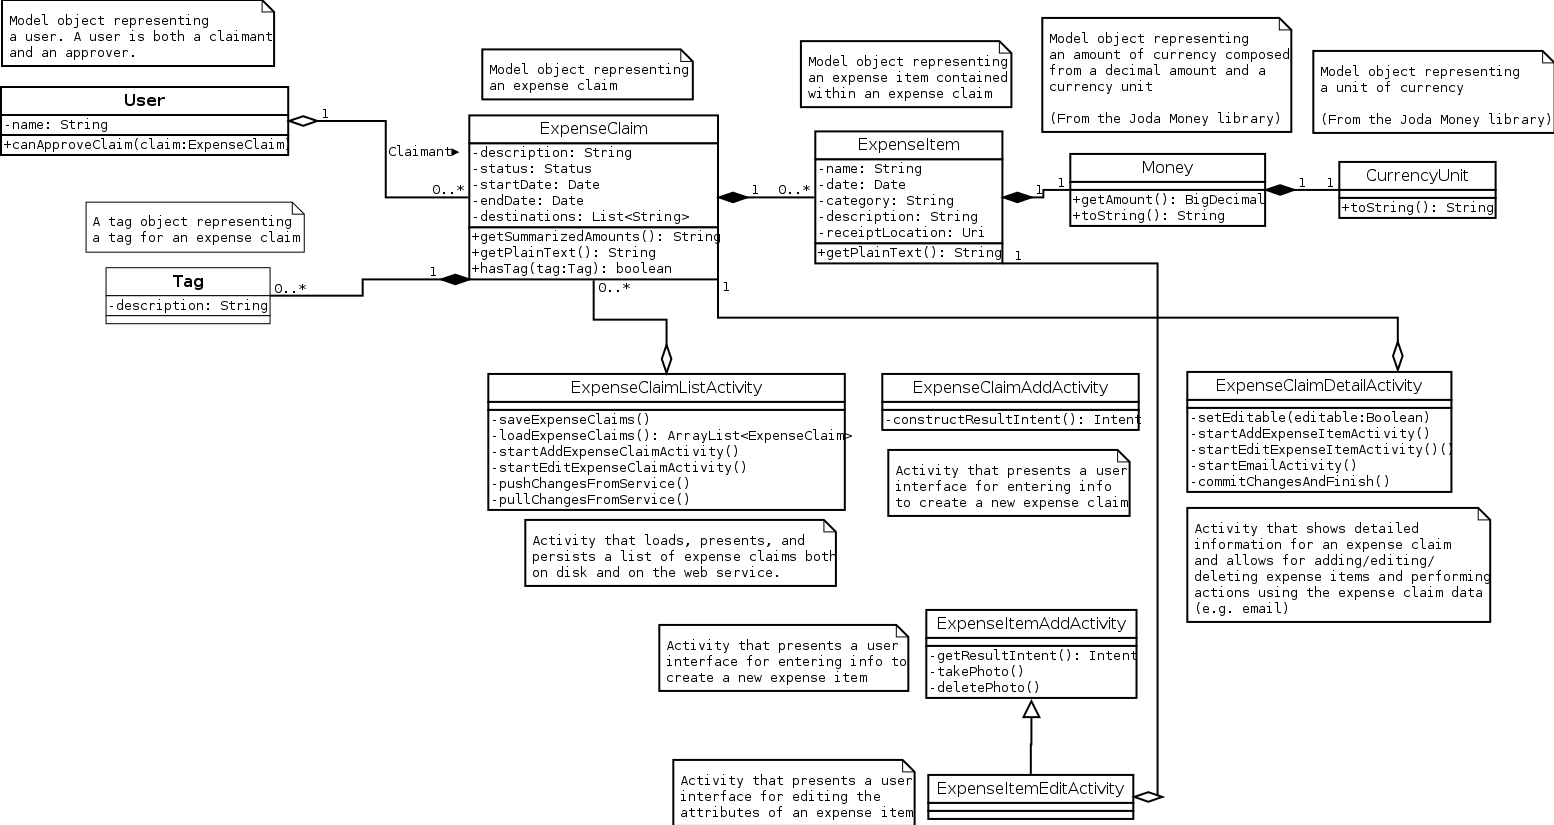 Model object representing
a user. A user is both a claimant
and an approver.
User
-name: String
+canApproveClaim(claim:ExpenseClaim)
1
Claimant►
0..*
A tag object representing
a tag for an expense claim
Tag
-description: String
0..*
1
Model object representing
an expense claim
ExpenseClaim
-description: String
-status: Status
-startDate: Date
-endDate: Date
-destinations: List<String>
+getSummarizedAmounts(): String
+getPlainText(): String
+hasTag(tag:Tag): boolean
1
0..*
0..*
1
Model object representing
an expense item contained
within an expense claim
ExpenseItem
-name: String
-date: Date
-category: String
-description: String
-receiptLocation: Uri
+getPlainText(): String
1
1
1
Model object representing
an amount of currency composed
from a decimal amount and a
currency unit
(From the Joda Money library)
Money
+getAmount(): BigDecimal
+toString(): String
1
1
Model object representing
a unit of currency
(From the Joda Money library)
CurrencyUnit
+toString(): String
ExpenseClaimListActivity
-saveExpenseClaims()
-loadExpenseClaims(): ArrayList<ExpenseClaim>
-startAddExpenseClaimActivity()
-startEditExpenseClaimActivity()
-pushChangesFromService()
-pullChangesFromService()
Activity that loads, presents, and
persists a list of expense claims both
on disk and on the web service.
ExpenseClaimAddActivity
-constructResultIntent(): Intent
Activity that presents a user
interface for entering info
to create a new expense claim
ExpenseClaimDetailActivity
-setEditable(editable:Boolean)
-startAddExpenseItemActivity()
-startEditExpenseItemActivity()()
-startEmailActivity()
-commitChangesAndFinish()
Activity that shows detailed
information for an expense claim
and allows for adding/editing/
deleting expense items and performing
actions using the expense claim data
(e.g. email)
Activity that presents a user
interface for entering info to
create a new expense item
ExpenseItemAddActivity
-getResultIntent(): Intent
-takePhoto()
-deletePhoto()
Activity that presents a user
interface for editing the
attributes of an expense item
ExpenseItemEditActivity